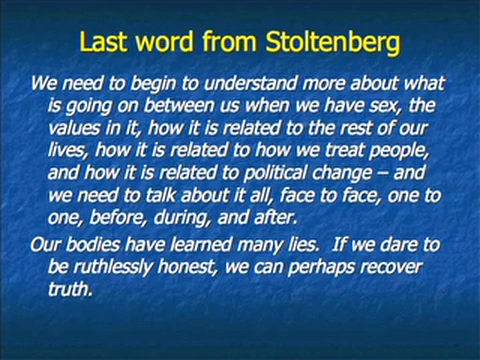 Last word from Stoltenberg
We need to begin to understand more about what
is going on between us when we have sex, the
values in it, how it is related to the rest of our
lives, how it is related to how we treat people,
and how it is related to political change – and
we need to talk about it all, face to face, one to
one, before, during, and after.
Our bodies have learned many lies.  If we dare to
be ruthlessly honest, we can perhaps recover
truth.